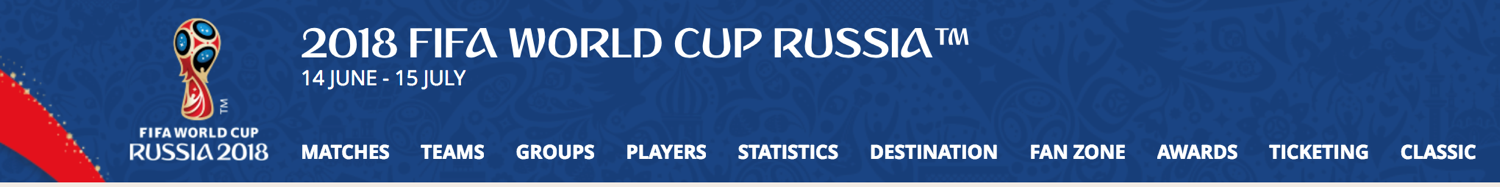 2018 FIFA WORLD CUP RUSSIA™
14 JUNE - 15 JULY
TM
FIFA WORLD CUP
RUSSIA 2018
MATCHES TEAMS GROUPS PLAYERS STATISTICS DESTINATION FAN ZONE AWARDS TICKETING CLASSIC